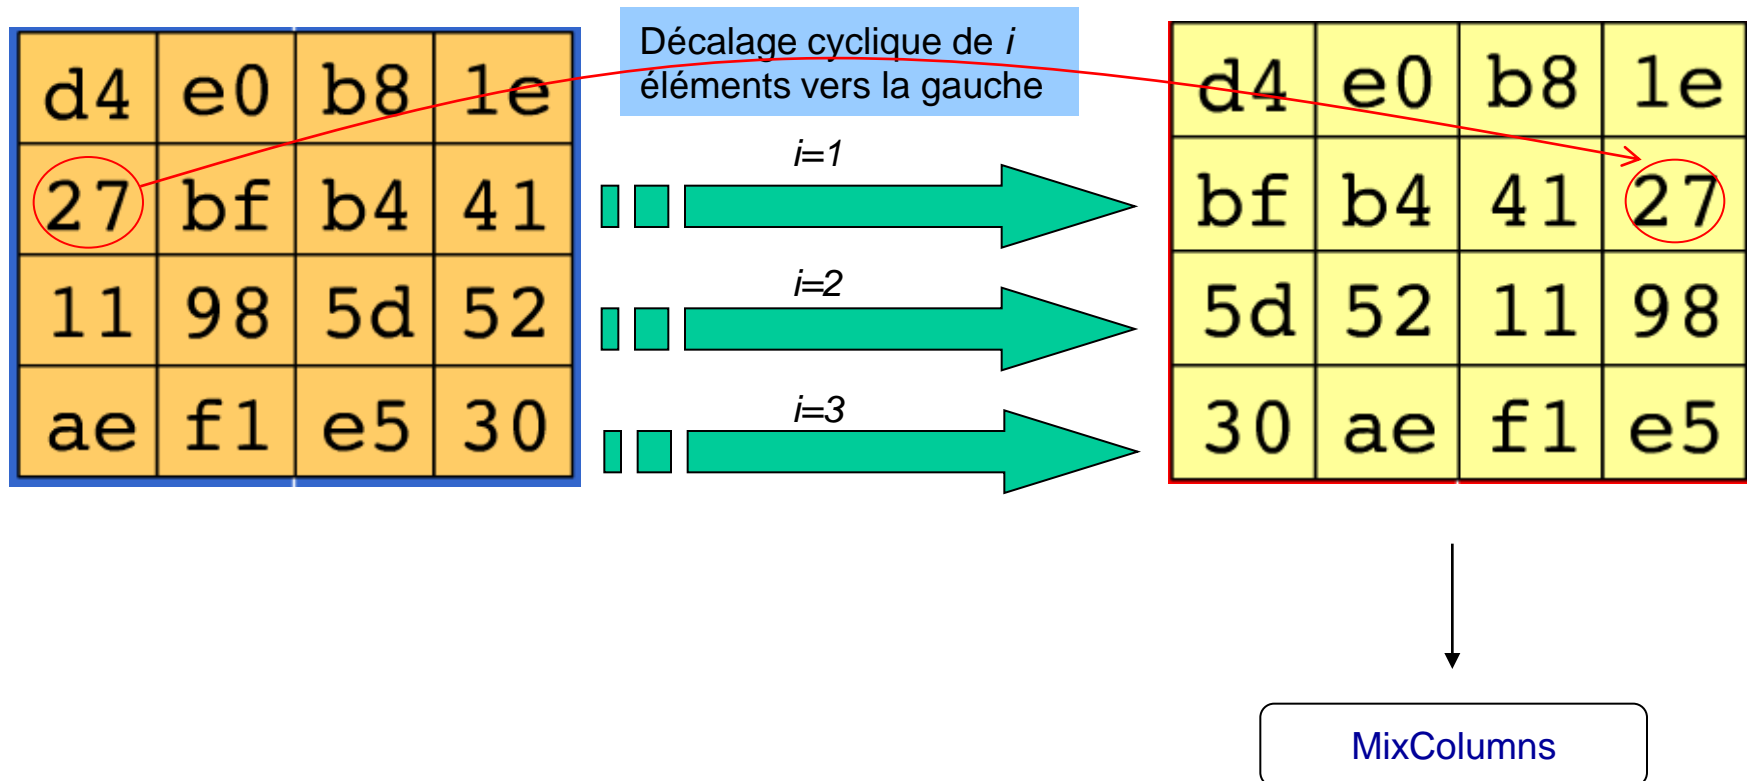 Décalage cyclique de i
éléments vers la gauche
d4 e0 b8 1e
27 bf b4 41
11 98 5d 52
ae f1 e5 30
i=1
i=2
i=3
d4 e0 b8 1e
bf b4 41 27
5d 52 11 98
30 ae f1 e5
MixColumns